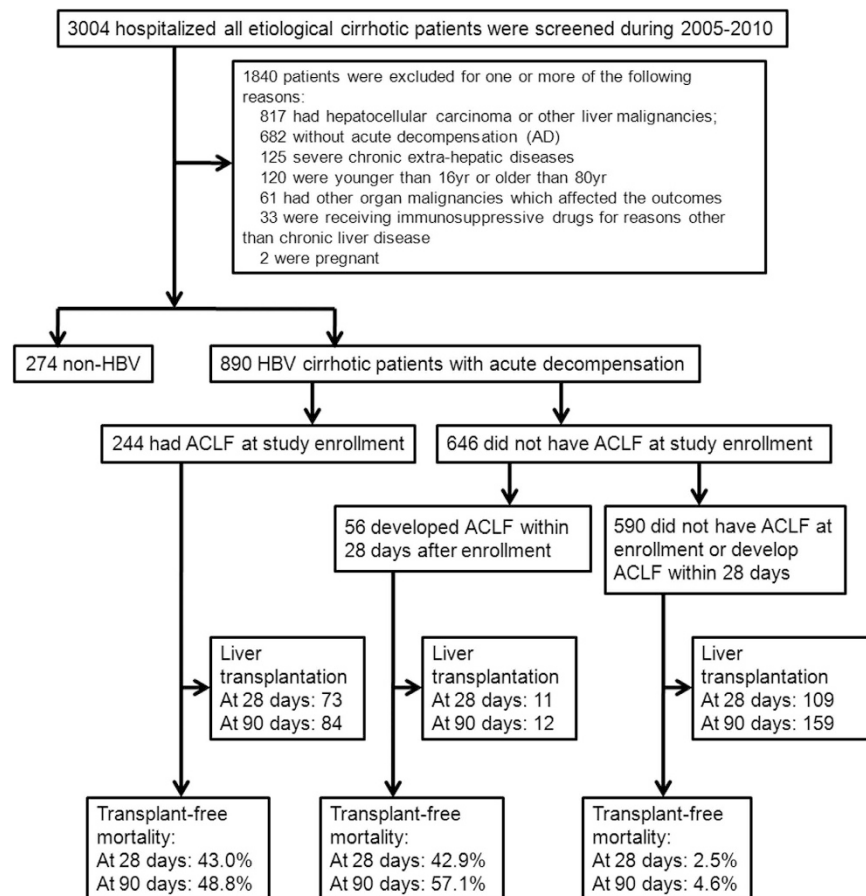 3004 hospitalized all etiological cirrhotic patients were screened during 2005-2010
1840 patients were excluded for one or more of the following
reasons:
817 had hepatocellular carcinoma or other liver malignancies;
682 without acute decompensation (AD)
125 severe chronic extra-hepatic diseases
120 were younger than 16yr or older than 80yr
61 had other organ malignancies which affected the outcomes
33 were receiving immunosuppressive drugs for reasons other
than chronic liver disease
2 were pregnant
274 non-HBV
890 HBV cirrhotic patients with acute decompensation
244 had ACLF at study enrollment
646 did not have ACLF at study enrollment
56 developed ACLF within
28 days after enrollment
590 did not have ACLF at
enrollment or develop
ACLF within 28 days
Liver
transplantation
At 28 days: 73
At 90 days: 84
Liver
transplantation
At 28 days: 11
At 90 days: 12
Liver
transplantation
At 28 days: 109
At 90 days: 159
Transplant-free
mortality:
At 28 days: 43.0%
At 90 days: 48.8%
Transplant-free
mortality:
At 28 days: 42.9%
At 90 days: 57.1%
Transplant-free
mortality:
At 28 days: 2.5%
At 90 days: 4.6%